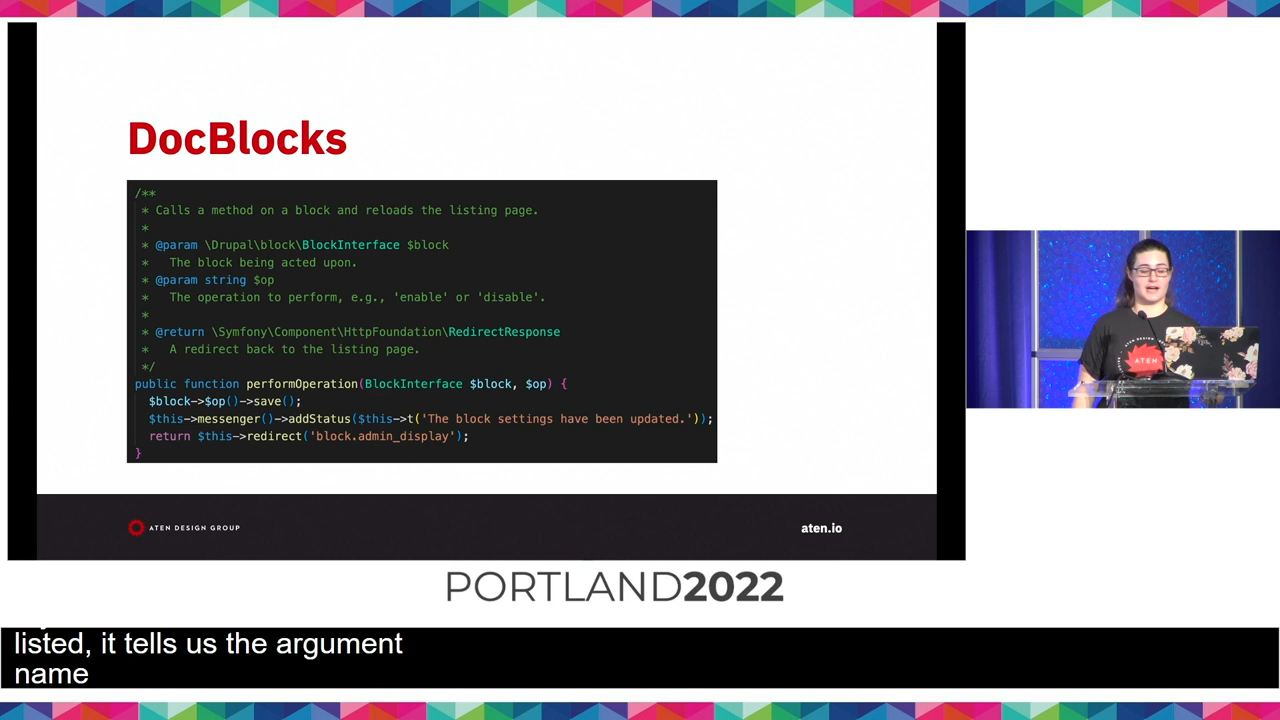 DocBlocks
/**
 * Calls a method on a block and reloads the listing page.
 *
 * @param \Drupal\block\BlockInterface $block
 *   The block being acted upon.
 * @param string $op
 *   The operation to perform, e.g., 'enable' or 'disable'.
 *
 * @return \Symfony\Component\HttpFoundation\RedirectResponse
 *   A redirect back to the listing page.
 */
public function performOperation(BlockInterface $block, $op) {
  $block->$op()->save();
  $this->messenger()->addStatus($this->t('The block settings have been updated.'));
  return $this->redirect('block.admin_display');
}
ATEN DESIGN GROUP
aten.io
ATEN
PORTLAND2022
listed, it tells us the argument
name